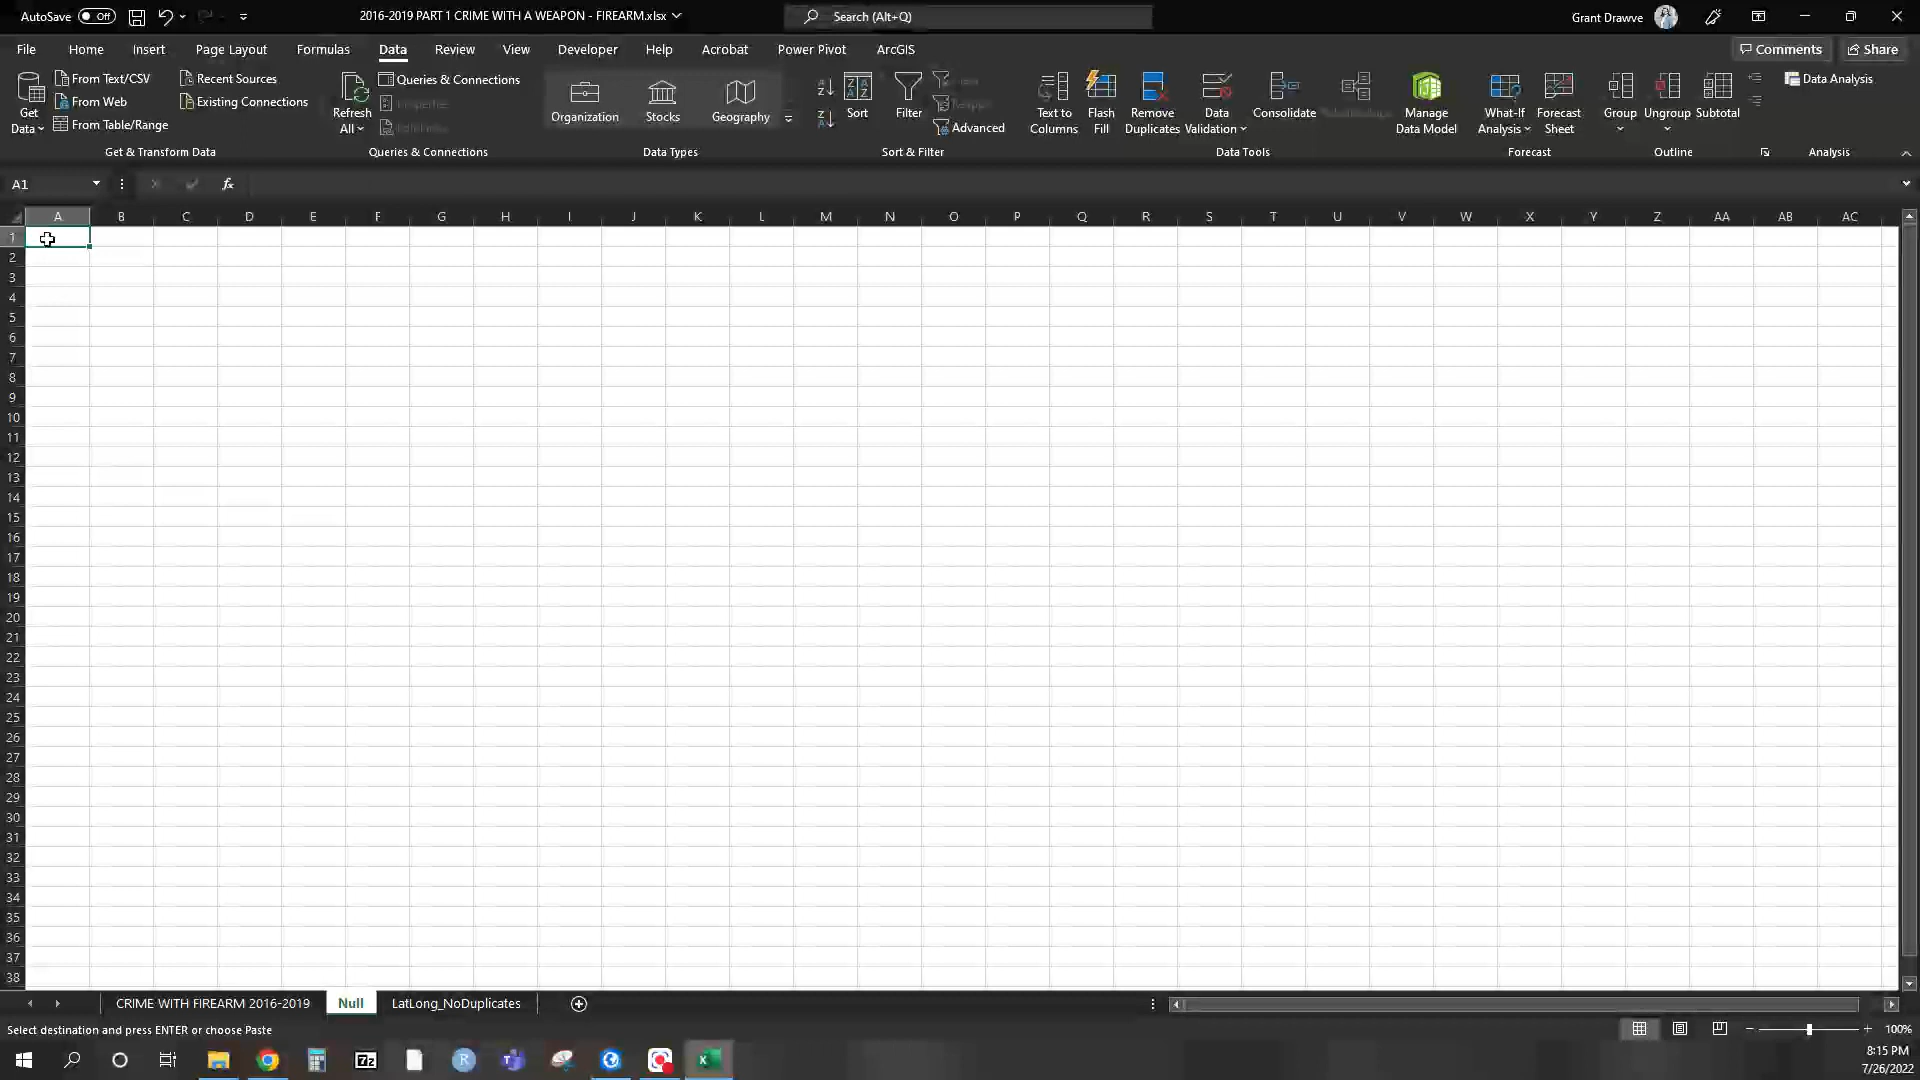 AutoSave Off 2016-2019 PART 1 CRIME WITH A WEAPON - FIREARM.xlsx Search (Alt+Q) Grant Drawve
File Home Insert Page Layout Formulas Data Review View Developer Help Acrobat Power Pivot ArcGIS Comments Share
Get Data
From Text/CSV
From Web
From Table/Range
Recent Sources
Existing Connections
Get & Transform Data
Refresh All
Queries & Connections
Queries & Connections
Organization Stocks Geography
Data Types
Sort
Filter
Advanced
Sort & Filter
Text to Columns
Flash Fill
Remove Duplicates
Data Validation
Consolidate
Manage Data Model
Data Tools
What-If Analysis
Forecast Sheet
Forecast
Group
Ungroup
Subtotal
Outline
Data Analysis
Analysis
A1 fx
A B C D E F G H I J K L M N O P Q R S T U V W X Y Z AA AB AC
1
2
3
4
5
6
7
8
9
10
11
12
13
14
15
16
17
18
19
20
21
22
23
24
25
26
27
28
29
30
31
32
33
34
35
36
37
38
CRIME WITH FIREARM 2016-2019 Null LatLong_NoDuplicates
Select destination and press ENTER or choose Paste 100%
8:15 PM
7/26/2022